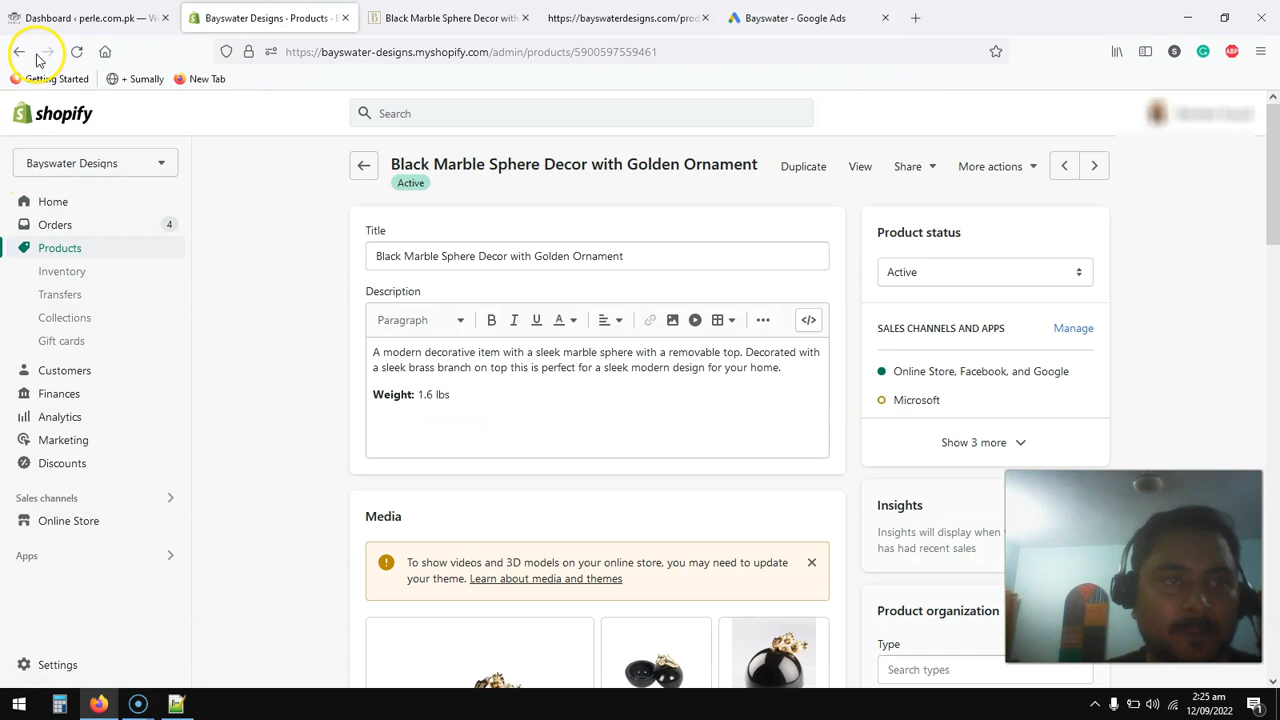 Dashboard ‹ perle.com.pk — W
Bayswater Designs · Products · B
Black Marble Sphere Decor with
https://bayswaterdesigns.com/prod
Bayswater - Google Ads
https://bayswater-designs.myshopify.com/admin/products/5900597559461
Getting Started
+ Sumally
New Tab
shopify
Search
Bayswater Designs
Black Marble Sphere Decor with Golden Ornament
Active
Duplicate
View
Share
More actions
Home
Orders
4
Products
Inventory
Transfers
Collections
Gift cards
Customers
Finances
Analytics
Marketing
Discounts
Sales channels
Online Store
Apps
Settings
Title
Black Marble Sphere Decor with Golden Ornament
Description
Paragraph
B I U A
A modern decorative item with a sleek marble sphere with a removable top. Decorated with
a sleek brass branch on top this is perfect for a sleek modern design for your home.
Weight: 1.6 lbs
Media
To show videos and 3D models on your online store, you may need to update
your theme. Learn about media and themes
Product status
Active
SALES CHANNELS AND APPS
Manage
Online Store, Facebook, and Google
Microsoft
Show 3 more
Insights
Insights will display when
has had recent sales
Product organization
Type
Search types
S
ABP
2:25 am
12/09/2022
1